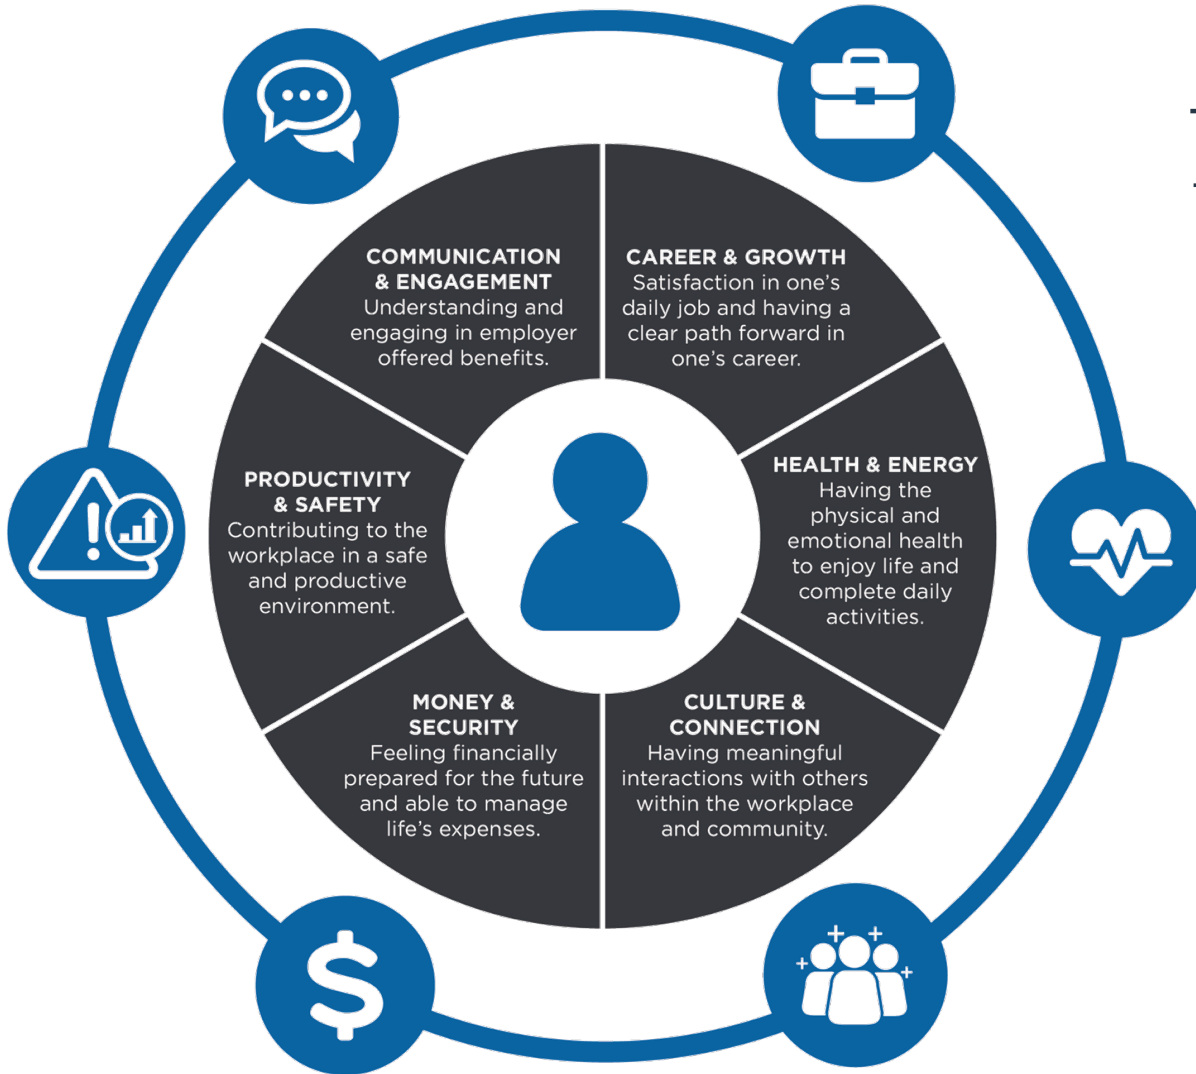 COMMUNICATION
& ENGAGEMENT
Understanding and
engaging in employer
offered benefits.
CAREER & GROWTH
Satisfaction in one’s
daily job and having a
clear path forward in
one’s career.
PRODUCTIVITY
& SAFETY
Contributing to the
workplace in a safe
and productive
environment.
HEALTH & ENERGY
Having the
physical and
emotional health
to enjoy life and
complete daily
activities.
MONEY &
SECURITY
Feeling financially
prepared for the future
and able to manage
life’s expenses.
CULTURE &
CONNECTION
Having meaningful
interactions with others
within the workplace
and community.
$